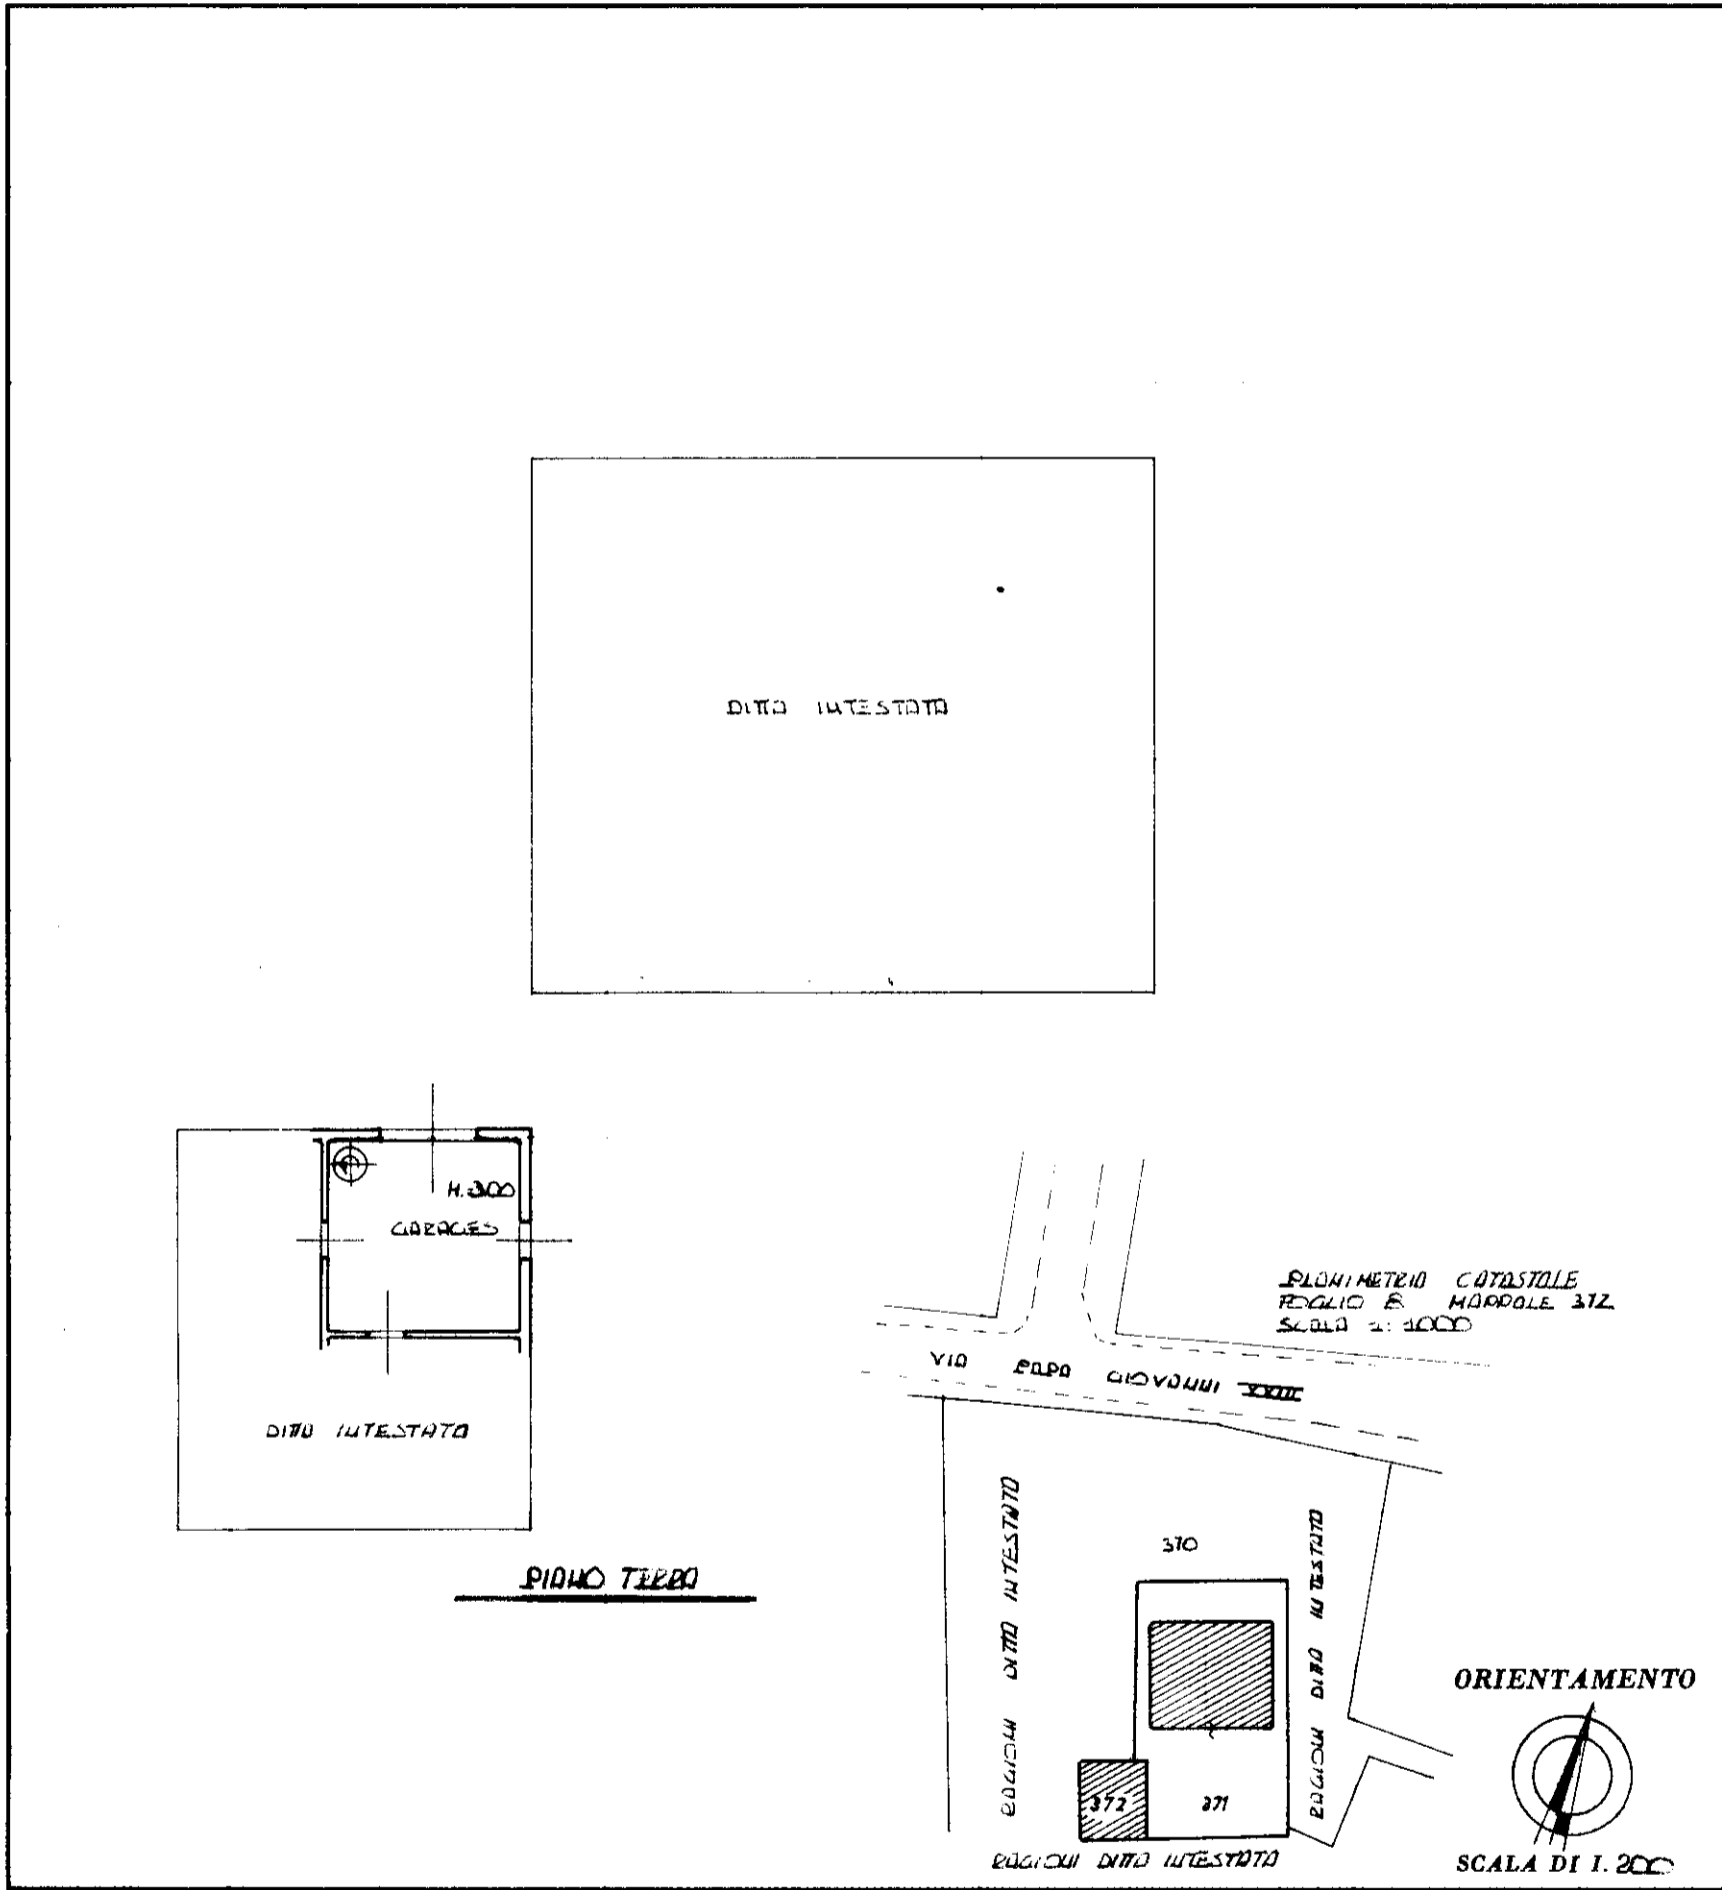 DITTA INTESTATA
H. 300
GARAGES
DITTA INTESTATA
PIANO TERRA
PLANIMETRIA CATASTALE
FOGLIO 8 MAPPALE 372
SCALA 1:1000
VIA PAPA GIOVANNI XXIII
RAGIONI DITTA INTESTATA
370
RAGIONI DITTA INTESTATA
372
371
RAGIONI DITTA INTESTATA
ORIENTAMENTO
SCALA DI 1. 200